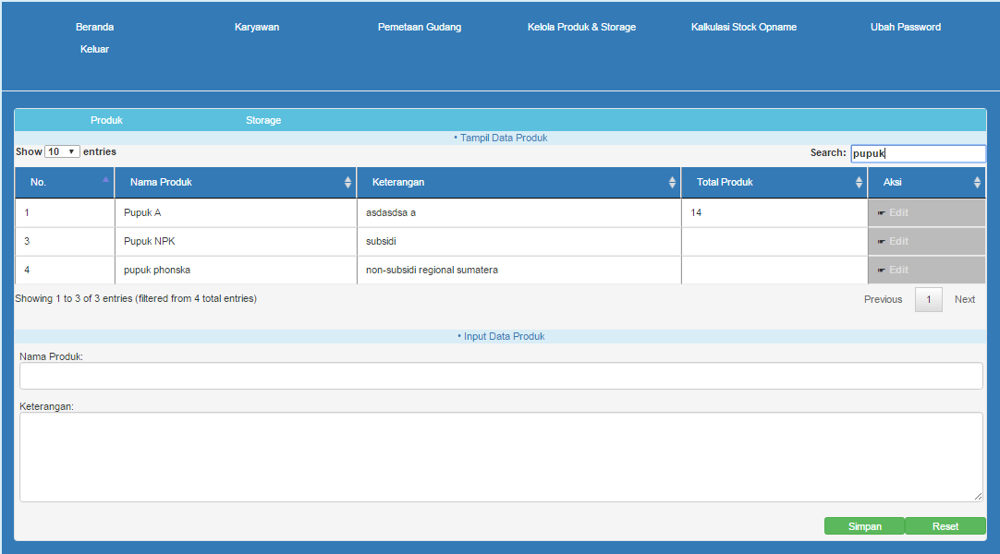 Beranda Karyawan Pemetaan Gudang Kelola Produk & Storage Kalkulasi Stock Opname Ubah Password
Keluar
Produk Storage
• Tampil Data Produk
Show 10 entries Search: pupuk
No. Nama Produk Keterangan Total Produk Aksi
1 Pupuk A asdasdsa a 14 ☛ Edit
3 Pupuk NPK subsidi ☛ Edit
4 pupuk phonska non-subsidi regional sumatera ☛ Edit
Showing 1 to 3 of 3 entries (filtered from 4 total entries) Previous 1 Next
• Input Data Produk
Nama Produk:
Keterangan:
Simpan Reset